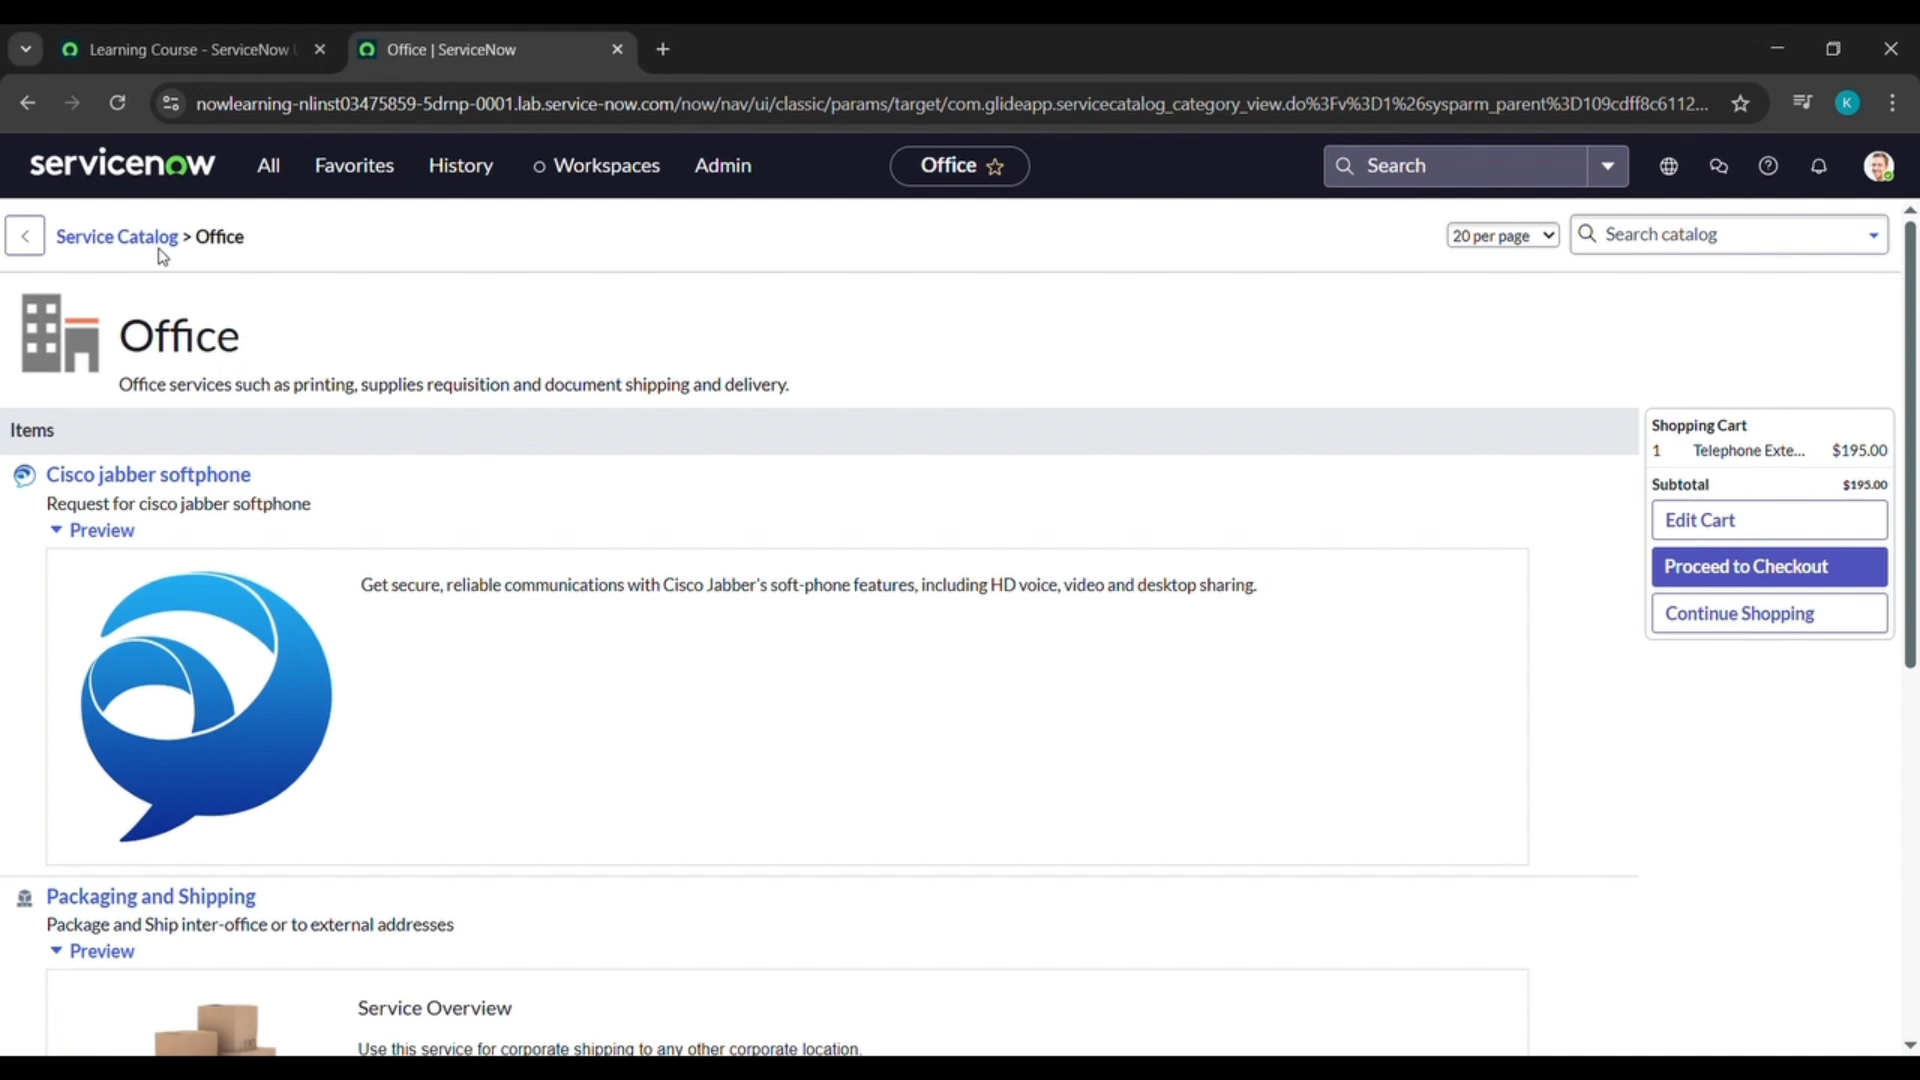 Learning Course - ServiceNow U
Office | ServiceNow
nowlearning-nlinst03475859-5drnp-0001.lab.service-now.com/now/nav/ui/classic/params/target/com.glideapp.servicecatalog_category_view.do%3Fv%3D1%26sysparm_parent%3D109cdff8c6112...
K
servicenow All Favorites History Workspaces Admin Office Search
Service Catalog > Office
20 per page Search catalog
Office
Office services such as printing, supplies requisition and document shipping and delivery.
Items
Cisco jabber softphone
Request for cisco jabber softphone
Preview
Get secure, reliable communications with Cisco Jabber's soft-phone features, including HD voice, video and desktop sharing.
Packaging and Shipping
Package and Ship inter-office or to external addresses
Preview
Service Overview
Use this service for corporate shipping to any other corporate location.
Shopping Cart
1 Telephone Exte... $195.00
Subtotal $195.00
Edit Cart
Proceed to Checkout
Continue Shopping